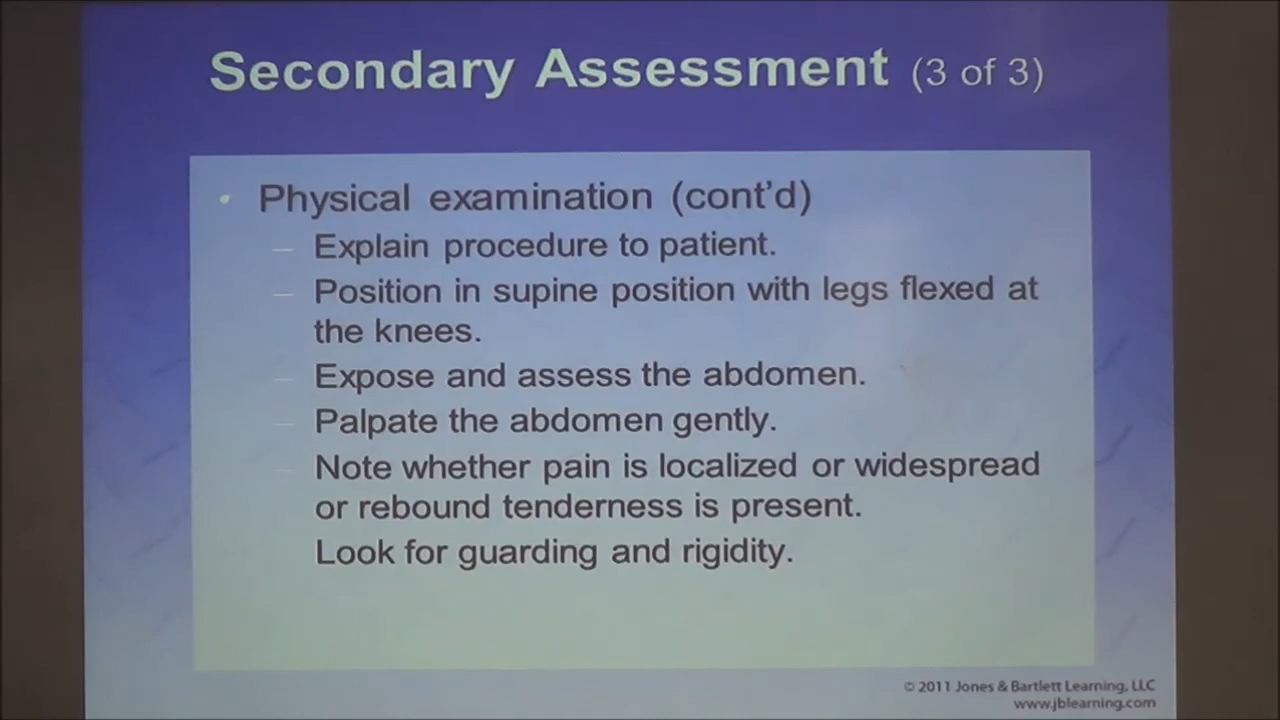 Secondary Assessment (3 of 3)
• Physical examination (cont'd)
– Explain procedure to patient.
– Position in supine position with legs flexed at
the knees.
– Expose and assess the abdomen.
– Palpate the abdomen gently.
– Note whether pain is localized or widespread
or rebound tenderness is present.
Look for guarding and rigidity.
© 2011 Jones & Bartlett Learning, LLC
www.jblearning.com